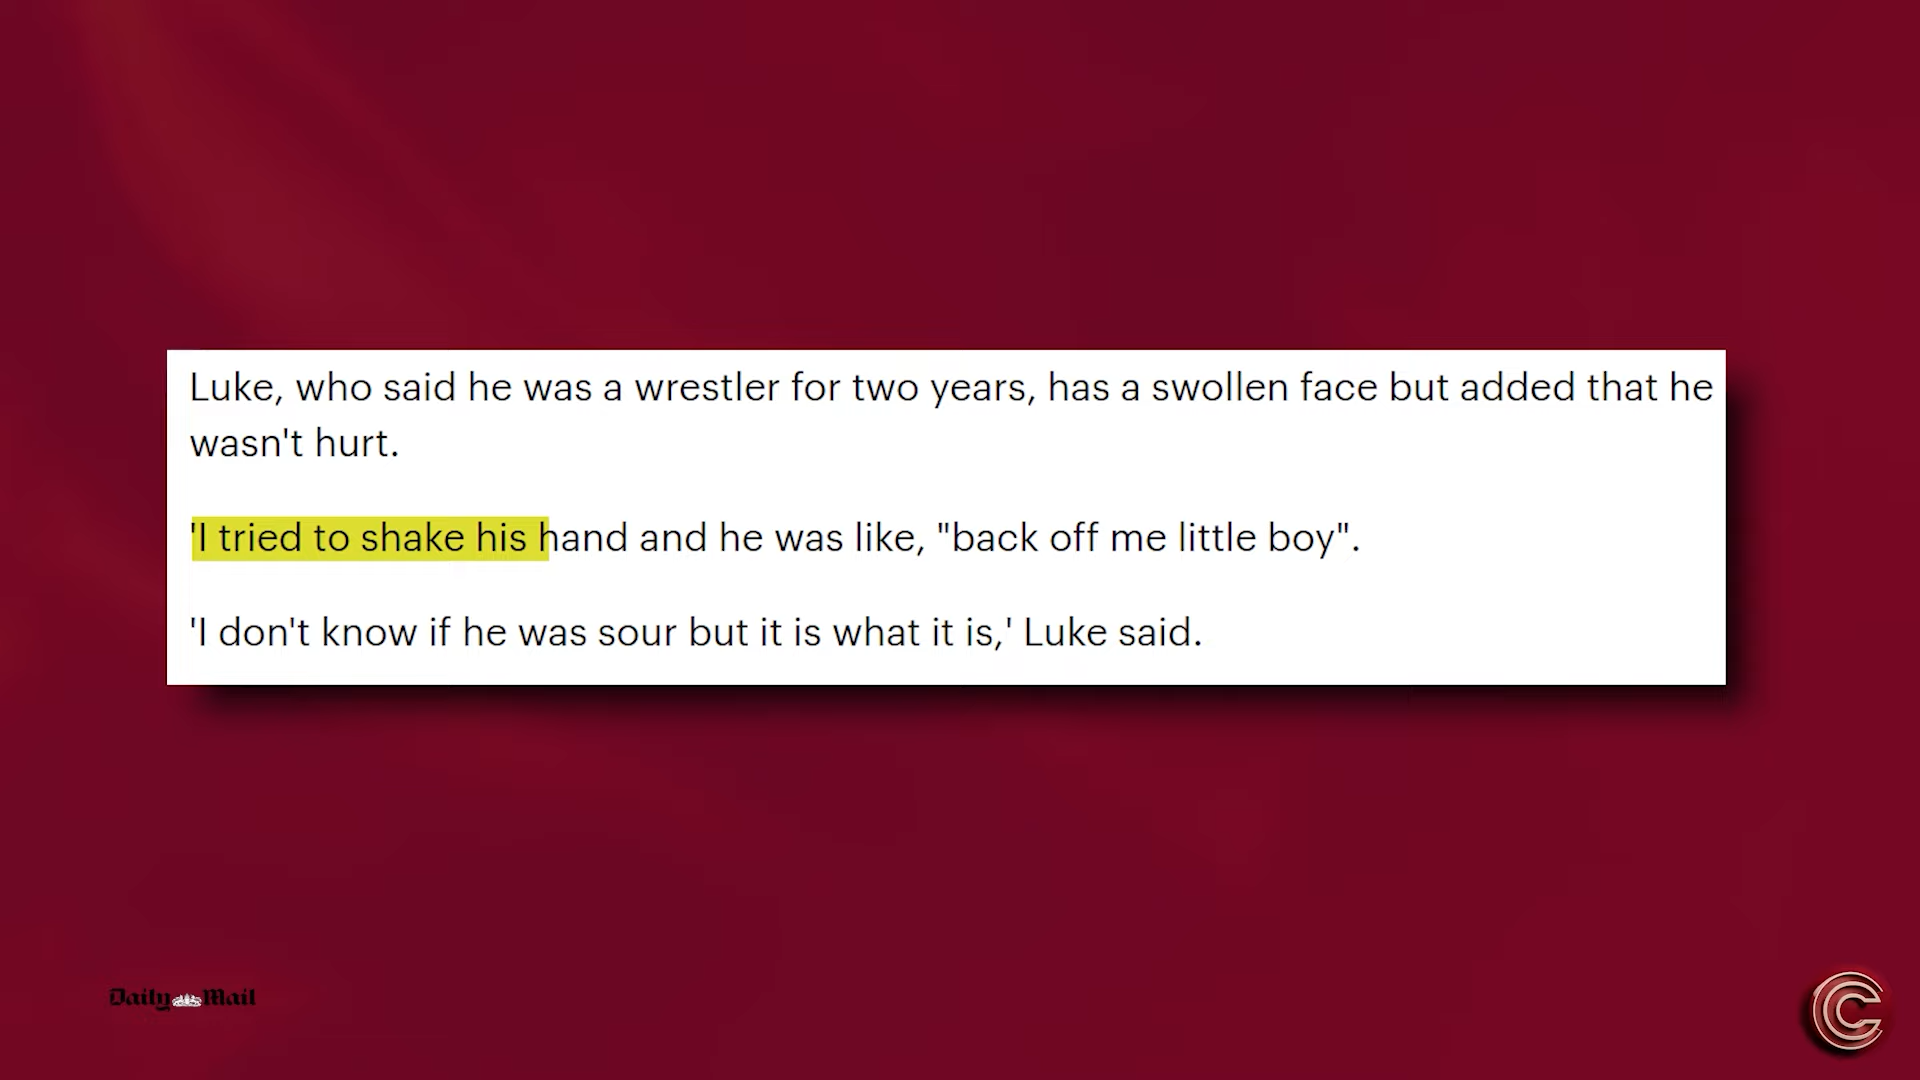 Luke, who said he was a wrestler for two years, has a swollen face but added that he
wasn't hurt.
'I tried to shake his hand and he was like, "back off me little boy".
'I don't know if he was sour but it is what it is,' Luke said.
Daily Mail
C